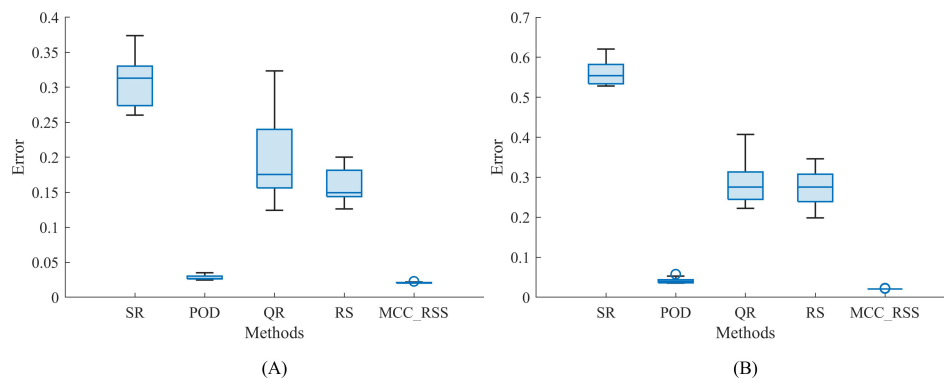 0.4
0.35
0.3
0.25
0.2
0.15
0.1
0.05
0
Error
SR POD QR RS MCC_RSS
Methods
(A)
0.7
0.6
0.5
0.4
0.3
0.2
0.1
0
Error
SR POD QR RS MCC_RSS
Methods
(B)